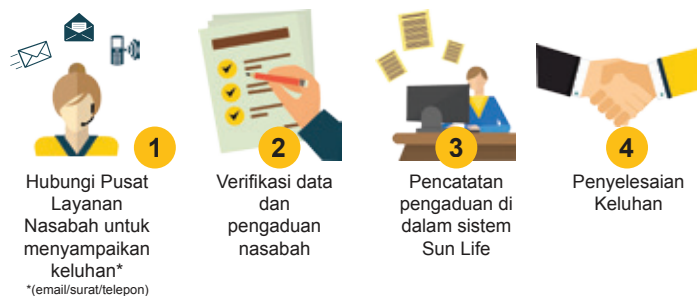 1
Hubungi Pusat
Layanan
Nasabah untuk
menyampaikan
keluhan*
*(email/surat/telepon)
2
Verifikasi data
dan
pengaduan
nasabah
3
Pencatatan
pengaduan di
dalam sistem
Sun Life
4
Penyelesaian
Keluhan